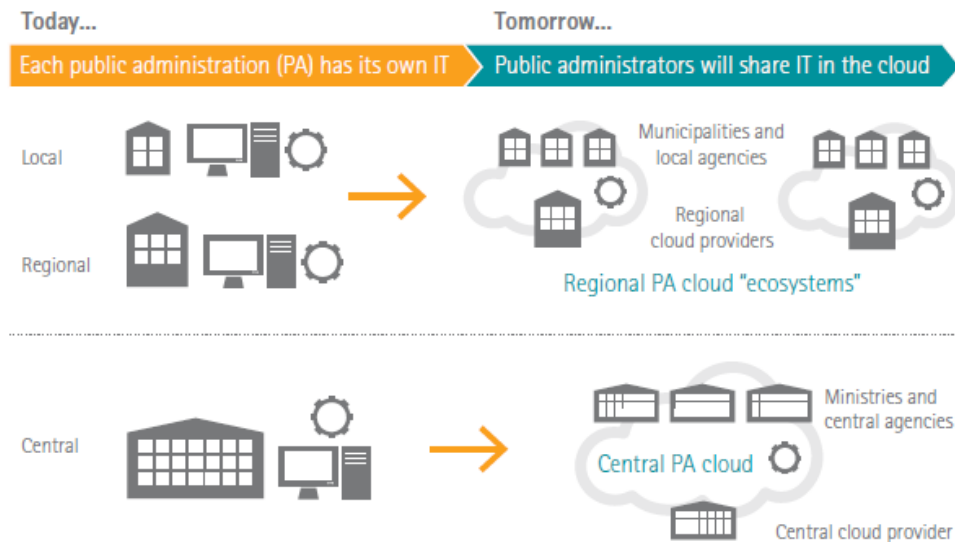 Today...
Tomorrow...
Each public administration (PA) has its own IT
Public administrators will share IT in the cloud
Local
Municipalities and
local agencies
Regional
cloud providers
Regional
Regional PA cloud "ecosystems"
Central
Ministries and
central agencies
Central PA cloud
Central cloud provider